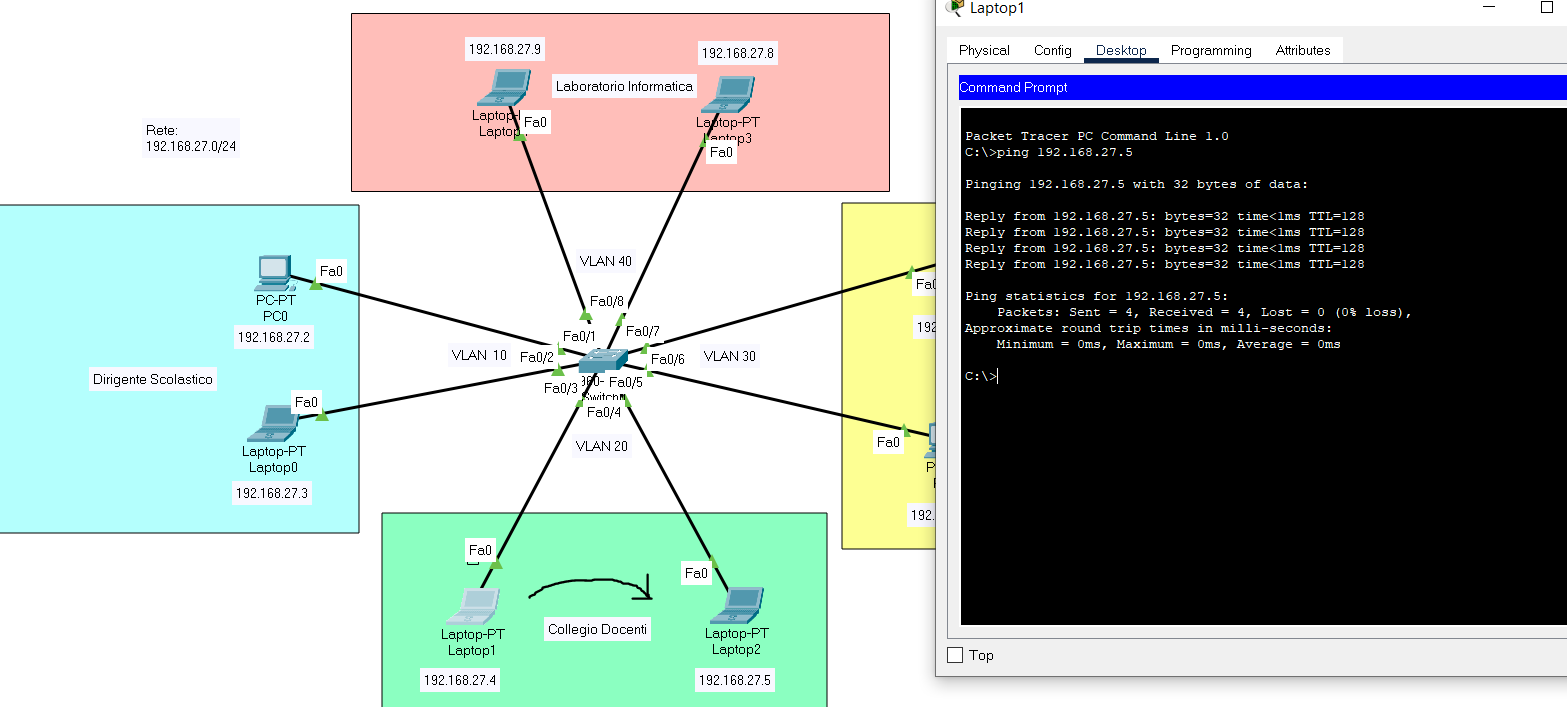 Laptop1
Physical Config Desktop Programming Attributes
Command Prompt
Packet Tracer PC Command Line 1.0
C:\>ping 192.168.27.5
Pinging 192.168.27.5 with 32 bytes of data:
Reply from 192.168.27.5: bytes=32 time<1ms TTL=128
Reply from 192.168.27.5: bytes=32 time<1ms TTL=128
Reply from 192.168.27.5: bytes=32 time<1ms TTL=128
Reply from 192.168.27.5: bytes=32 time<1ms TTL=128
Ping statistics for 192.168.27.5:
Packets: Sent = 4, Received = 4, Lost = 0 (0% loss),
Approximate round trip times in milli-seconds:
Minimum = 0ms, Maximum = 0ms, Average = 0ms
C:\>
Top
192.168.27.9
192.168.27.8
Laboratorio Informatica
Fa0
Laptop-PT
Laptop3
Fa0
Rete:
192.168.27.0/24
VLAN 40
Fa0
PC-PT
PC0
192.168.27.2
Fa0/8
Fa0/7
Fa0/1
VLAN 10
Fa0/2
Fa0/6
VLAN 30
Dirigente Scolastico
Fa0/3
Fa0/5
Fa0/4
Fa0
Laptop-PT
Laptop0
192.168.27.3
VLAN 20
Fa0
Fa0
Fa0
Laptop-PT
Laptop1
192.168.27.4
Collegio Docenti
Laptop-PT
Laptop2
192.168.27.5